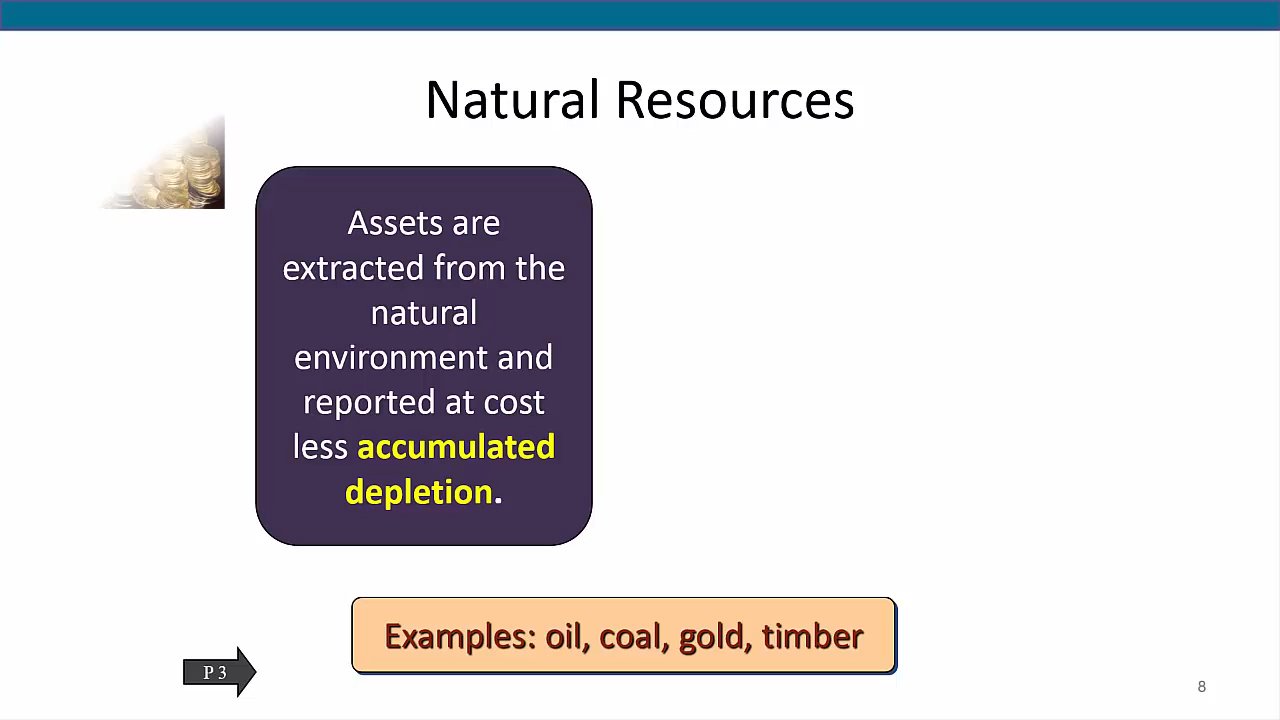 Natural Resources
Assets are
extracted from the
natural
environment and
reported at cost
less accumulated
depletion.
Examples: oil, coal, gold, timber
P 3
8